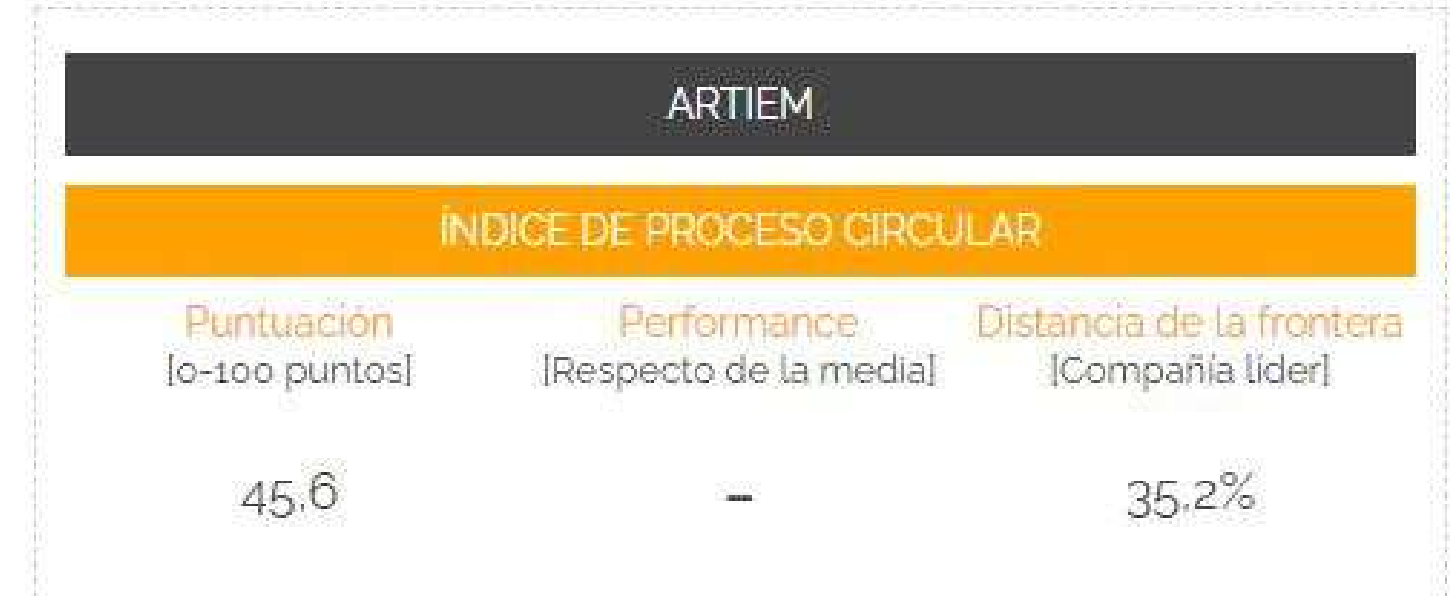 ARTIEM
ÍNDICE DE PROCESO CIRCULAR
Puntuación Performance Distancia de la frontera
[0-100 puntos] [Respecto de la media] [Compañía líder]
45.6 – 35.2%